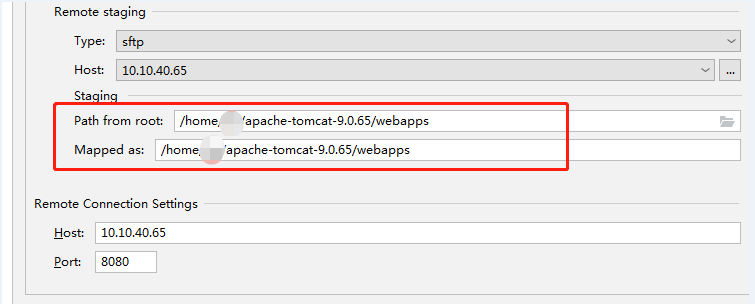 Remote staging
Type: sftp
Host: 10.10.40.65 ...
Staging
Path from root: /home/ /apache-tomcat-9.0.65/webapps
Mapped as: /home/ /apache-tomcat-9.0.65/webapps
Remote Connection Settings
Host: 10.10.40.65
Port: 8080